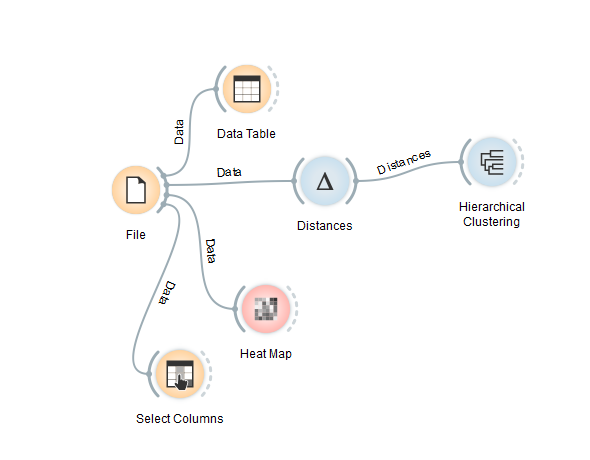 Data Table
Data
Data
Distances
File
Distances
Hierarchical
Clustering
Data
Data
Heat Map
Select Columns